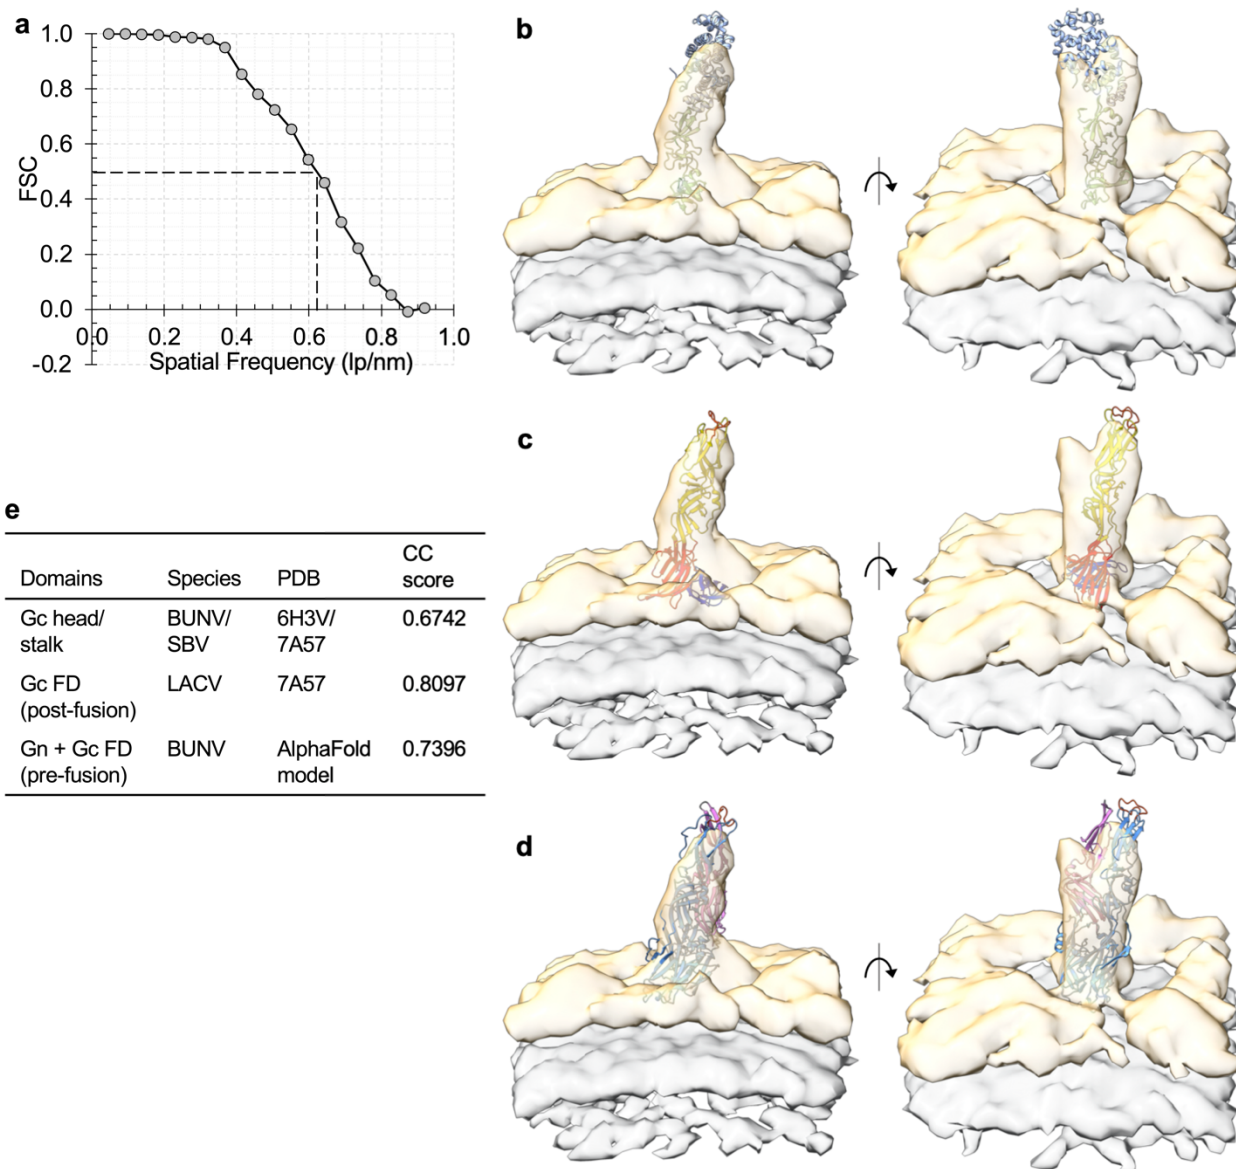 a
1.0
0.8
0.6
0.4
0.2
0.0
-0.2
FSC
0.0 0.2 0.4 0.6 0.8 1.0
Spatial Frequency (lp/nm)
b
c
d
e
Domains Species PDB CC score
Gc head/ stalk BUNV/ SBV 6H3V/ 7A57 0.6742
Gc FD (post-fusion) LACV 7A57 0.8097
Gn + Gc FD (pre-fusion) BUNV AlphaFold model 0.7396